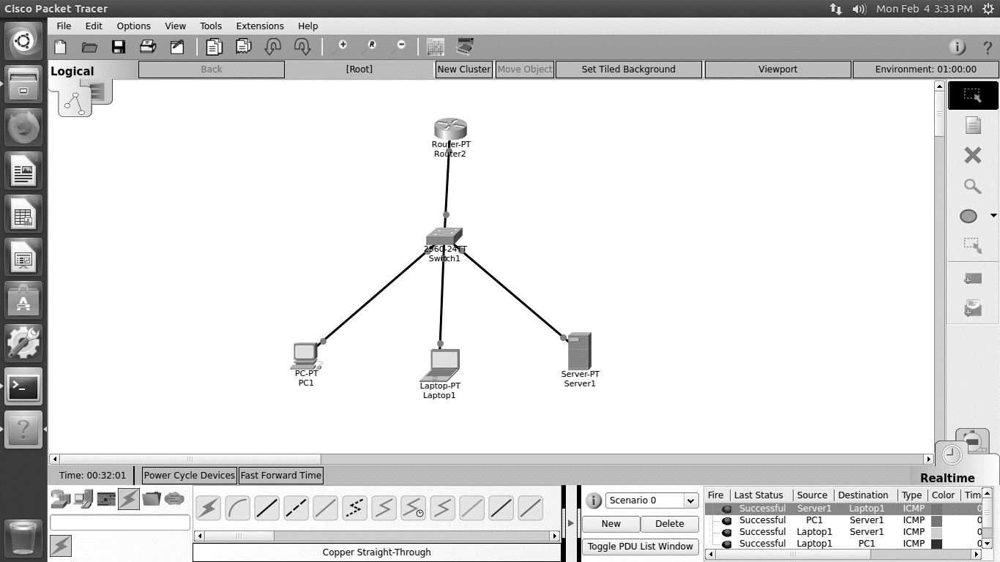 Cisco Packet Tracer
Mon Feb 4 3:33 PM
File Edit Options View Tools Extensions Help
Logical
Back
[Root]
New Cluster
Move Object
Set Tiled Background
Viewport
Environment: 01:00:00
Router-PT
Router2
2960-24TT
Switch1
PC-PT
PC1
Laptop-PT
Laptop1
Server-PT
Server1
Time: 00:32:01
Power Cycle Devices
Fast Forward Time
Realtime
Copper Straight-Through
Scenario 0
New
Delete
Toggle PDU List Window
Fire Last Status Source Destination Type Color Tim
Successful Server1 Laptop1 ICMP 0
Successful PC1 Server1 ICMP 0
Successful Laptop1 Server1 ICMP 0
Successful Laptop1 PC1 ICMP 0